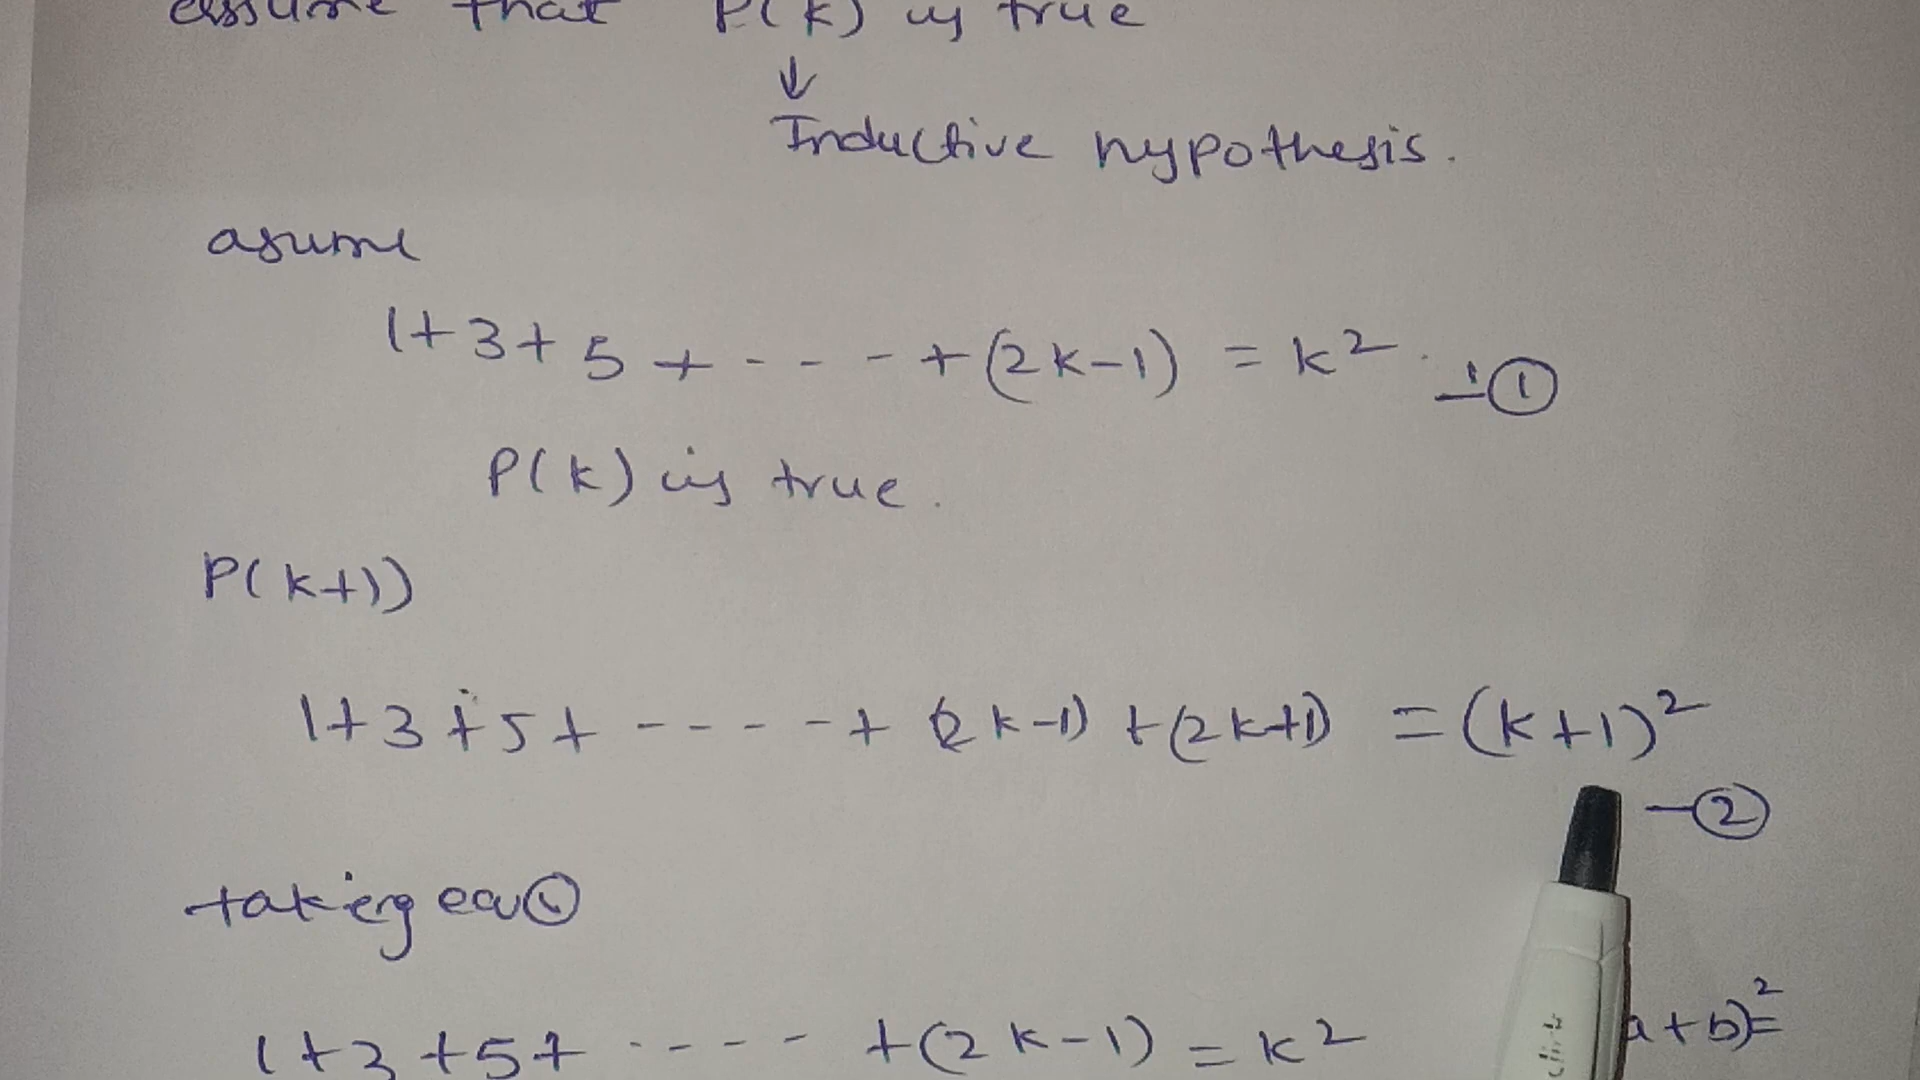 assume that P(k) is true
↓
Inductive hypothesis.
asume
1+3+5+ - - - +(2k-1) = k² -①
P(k) is true.
P(k+1)
1+3+5+ - - - - + (2k-1) +(2k+1) = (k+1)²
-②
taking
1+3+5+ - - - - +(2k-1) = k²
a+b)²=